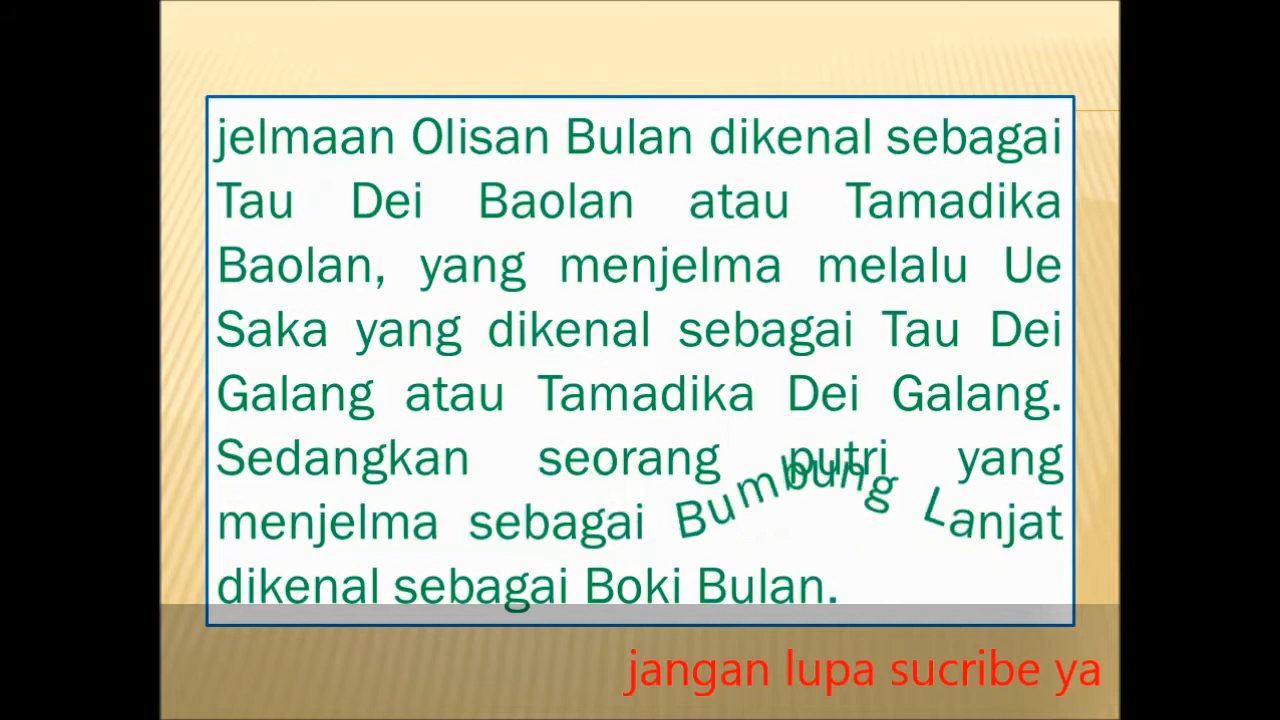 jelmaan Olisan Bulan dikenal sebagai
Tau Dei Baolan atau Tamadika
Baolan, yang menjelma melalu Ue
Saka yang dikenal sebagai Tau Dei
Galang atau Tamadika Dei Galang.
Sedangkan seorang putri yang
menjelma sebagai Bumbung Lanjat
dikenal sebagai Boki Bulan.
jangan lupa sucribe ya